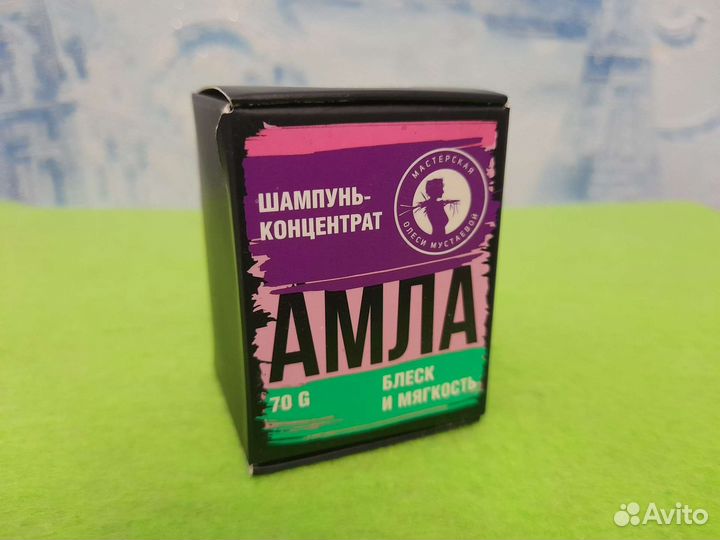 ШАМПУНЬ-
КОНЦЕНТРАТ
МАСТЕРСКАЯ
ОЛЕСИ МУСТАЕВОЙ
АМЛА
70 G
БЛЕСК
И МЯГКОСТЬ
Avito